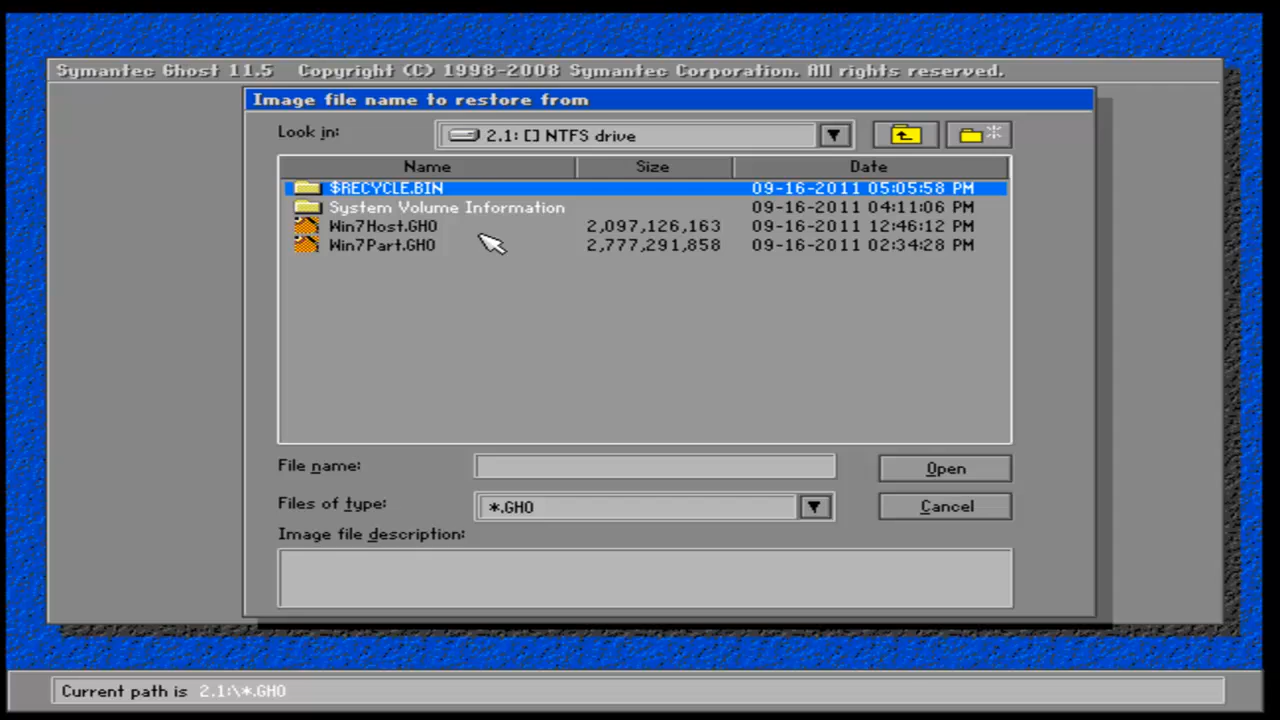 Symantec Ghost 11.5   Copyright (C) 1998-2008 Symantec Corporation. All rights reserved.
Image file name to restore from
Look in: 2.1: [] NTFS drive
Name Size Date
$RECYCLE.BIN 09-16-2011 05:05:58 PM
System Volume Information 09-16-2011 04:11:06 PM
Win7Host.GHO 2,097,126,163 09-16-2011 12:46:12 PM
Win7Part.GHO 2,777,291,858 09-16-2011 02:34:28 PM
File name: Open
Files of type: *.GHO Cancel
Image file description:
Current path is 2.1:\*.GHO